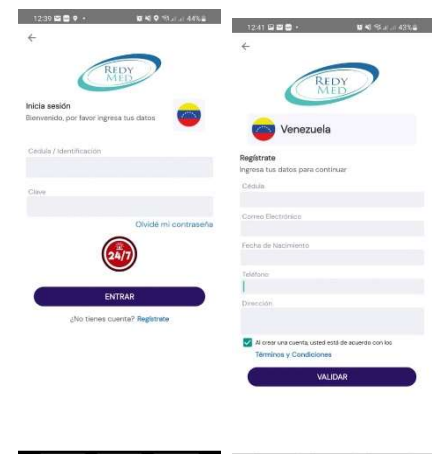 12:39
44%
REDY
MED
Inicia sesión
Bienvenido, por favor ingresa tus datos
Cédula / Identificación
Clave
Olvidé mi contraseña
24/7
ENTRAR
¿No tienes cuenta? Regístrate
12:41
43%
REDY
MED
Venezuela
Regístrate
Ingresa tus datos para continuar
Cédula
Correo Electrónico
Fecha de Nacimiento
Teléfono
Dirección
Al crear una cuenta, usted está de acuerdo con los
Términos y Condiciones
VALIDAR